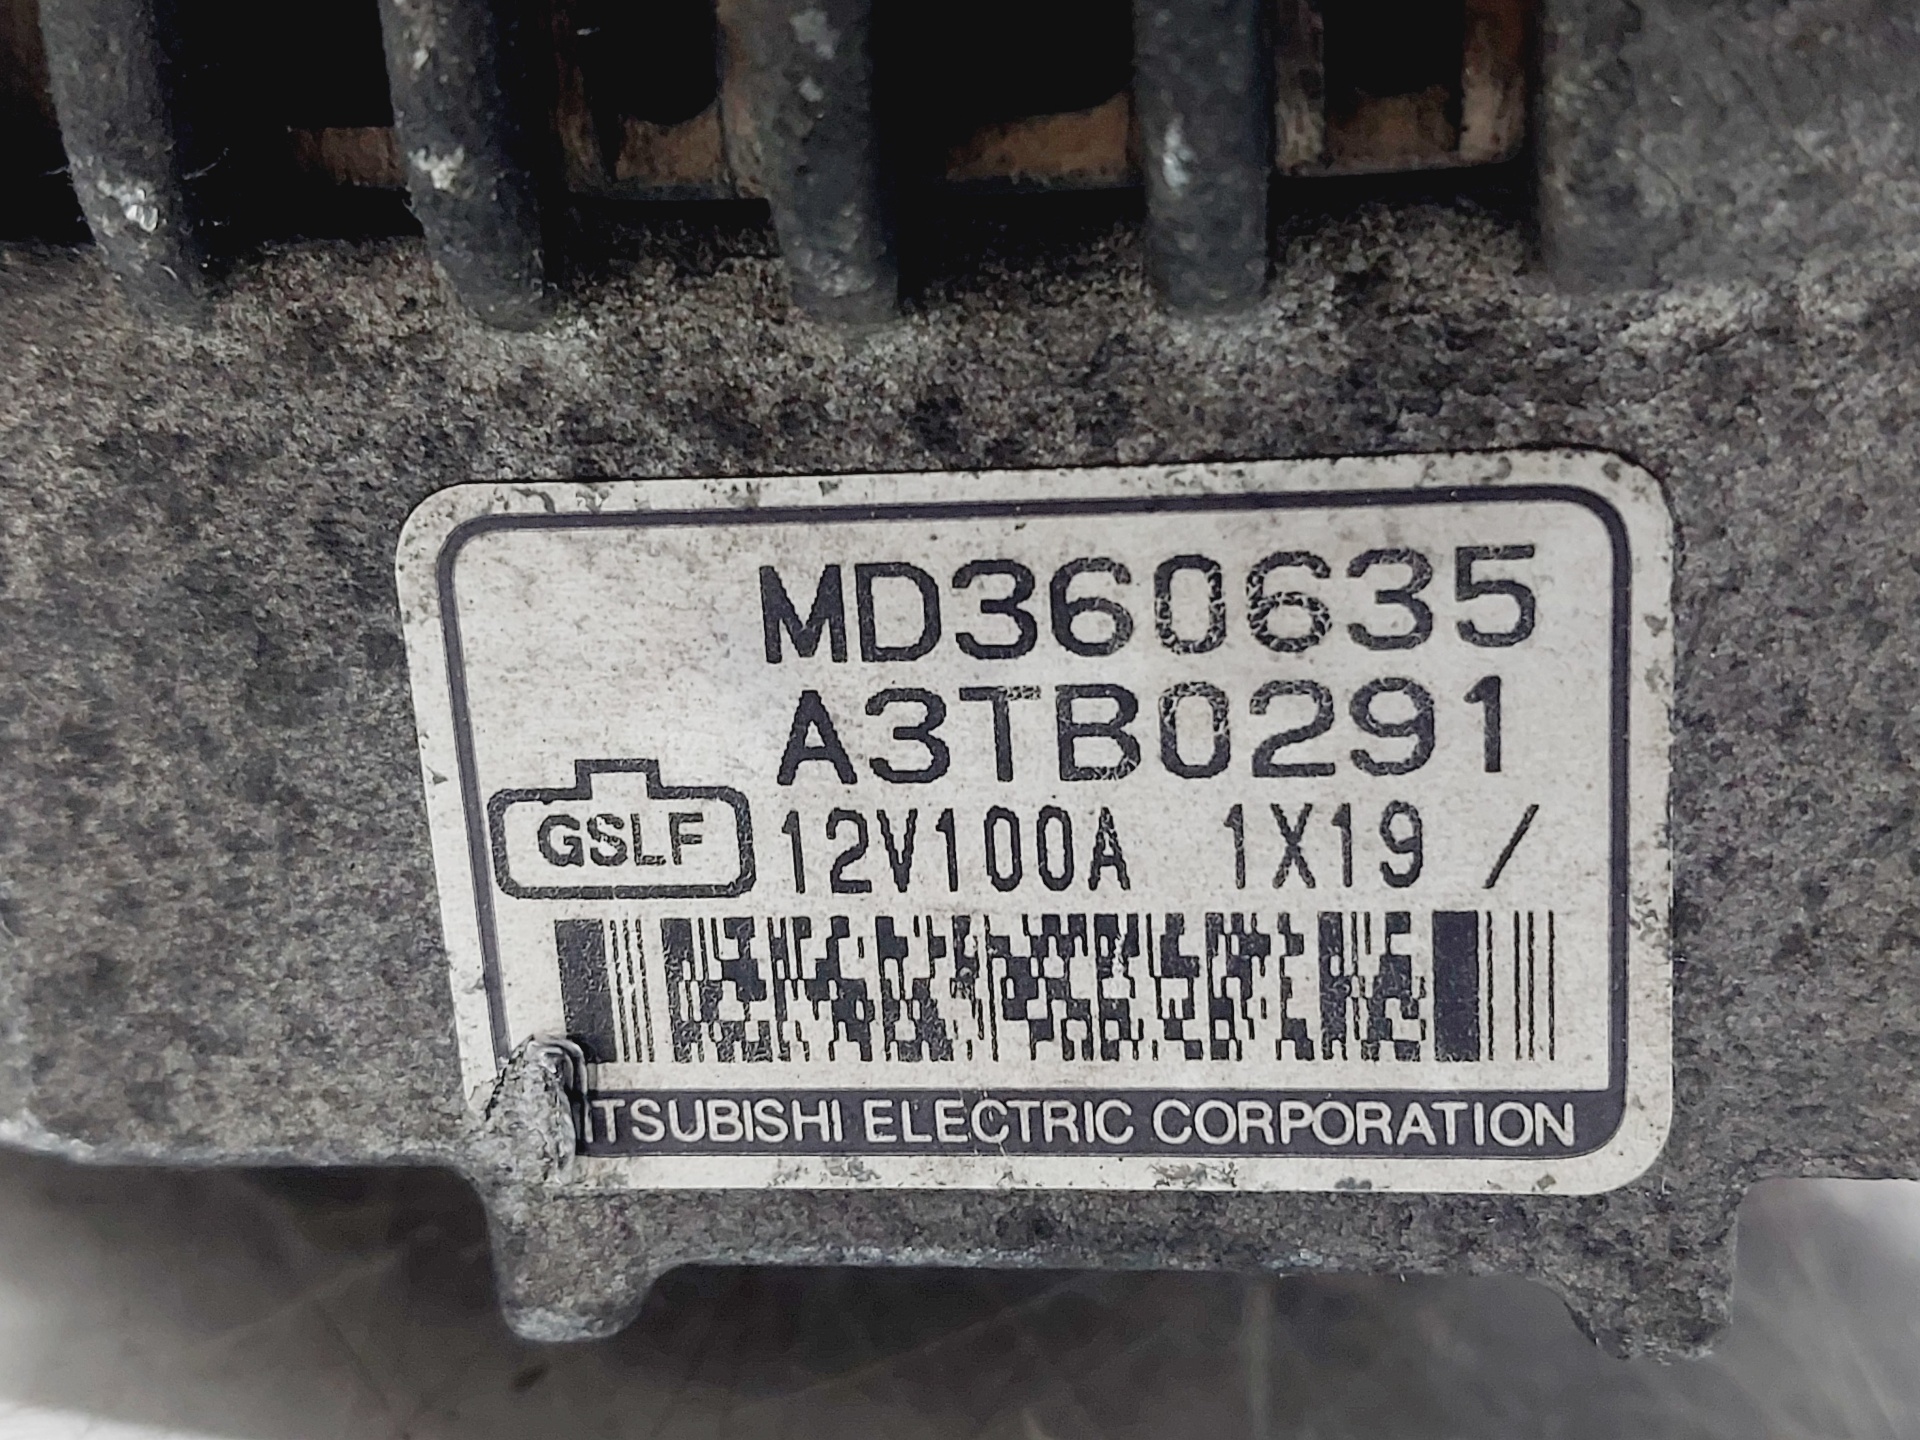 MD360635
A3TB0291
GSLF 12V100A 1X19 /
ITSUBISHI ELECTRIC CORPORATION